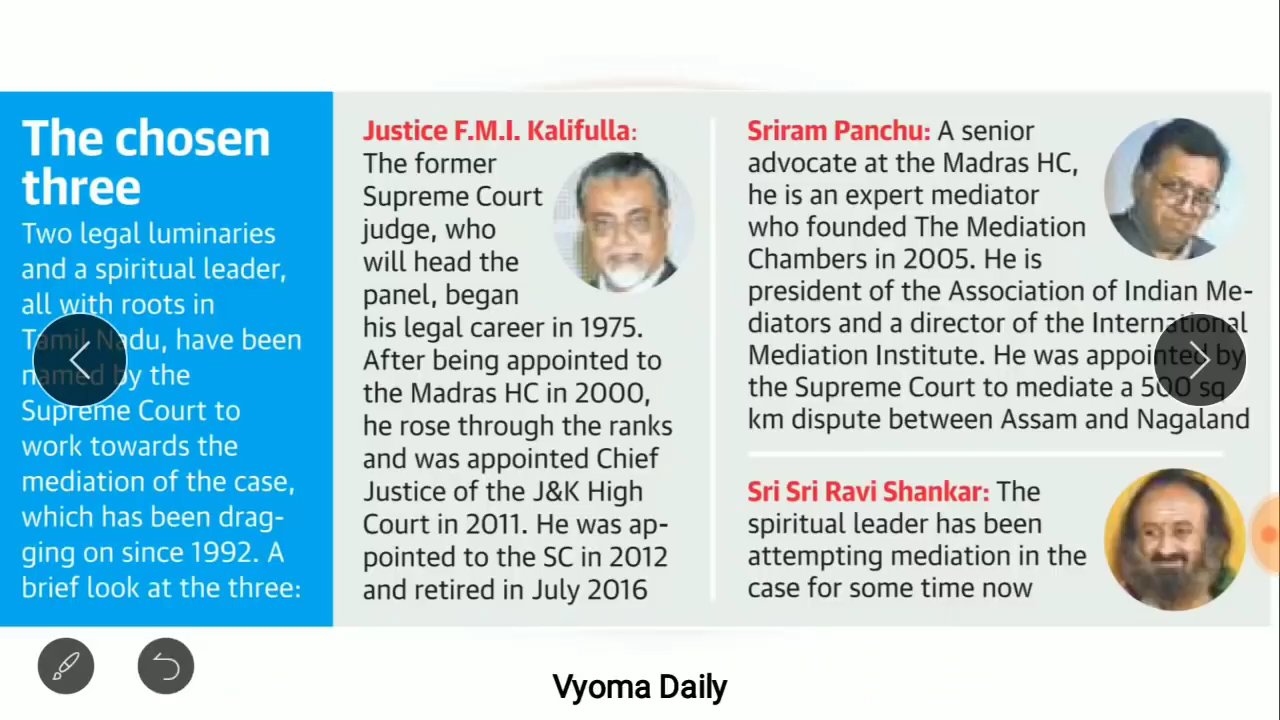 The chosen
three
Two legal luminaries
and a spiritual leader,
all with roots in
Tamil Nadu, have been
named by the
Supreme Court to
work towards the
mediation of the case,
which has been drag-
ging on since 1992. A
brief look at the three:
Justice F.M.I. Kalifulla:
The former
Supreme Court
judge, who
will head the
panel, began
his legal career in 1975.
After being appointed to
the Madras HC in 2000,
he rose through the ranks
and was appointed Chief
Justice of the J&K High
Court in 2011. He was ap-
pointed to the SC in 2012
and retired in July 2016
Sriram Panchu: A senior
advocate at the Madras HC,
he is an expert mediator
who founded The Mediation
Chambers in 2005. He is
president of the Association of Indian Me-
diators and a director of the International
Mediation Institute. He was appointed by
the Supreme Court to mediate a 500 sq
km dispute between Assam and Nagaland
Sri Sri Ravi Shankar: The
spiritual leader has been
attempting mediation in the
case for some time now
Vyoma Daily